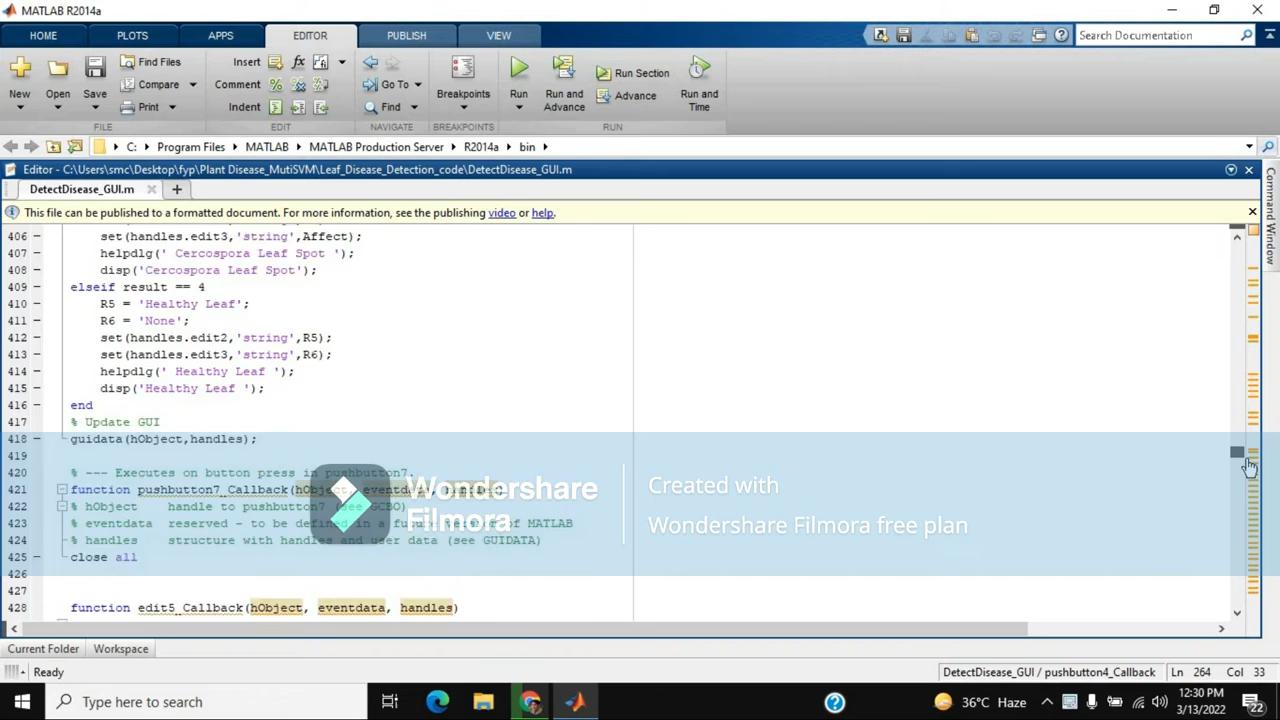 MATLAB R2014a
HOME PLOTS APPS EDITOR PUBLISH VIEW Search Documentation
New Open Save Find Files Compare Print Insert Comment Indent fx Go To Find Breakpoints Run Run and Advance Run Section Advance Run and Time
FILE EDIT NAVIGATE BREAKPOINTS RUN
C: Program Files MATLAB MATLAB Production Server R2014a bin
Editor - C:\Users\smc\Desktop\fyp\Plant Disease_MutiSVM\Leaf_Disease_Detection_code\DetectDisease_GUI.m
DetectDisease_GUI.m
This file can be published to a formatted document. For more information, see the publishing video or help.
Command Window
406 set(handles.edit3,'string',Affect);
407 helpdlg(' Cercospora Leaf Spot ');
408 disp('Cercospora Leaf Spot');
409 elseif result == 4
410 R5 = 'Healthy Leaf';
411 R6 = 'None';
412 set(handles.edit2,'string',R5);
413 set(handles.edit3,'string',R6);
414 helpdlg(' Healthy Leaf ');
415 disp('Healthy Leaf ');
416 end
417 % Update GUI
418 guidata(hObject,handles);
419
420 % --- Executes on button press in pushbutton7.
421 function pushbutton7_Callback(hObject, eventdata,
422 % hObject handle to pushbutton7 (see GCBO)
423 % eventdata reserved - to be defined in a of MATLAB
424 % handles structure with handles and user data (see GUIDATA)
425 close all
426
427
428 function edit5_Callback(hObject, eventdata, handles)
Wondershare
Filmora
Created with
Wondershare Filmora free plan
Current Folder Workspace
Ready DetectDisease_GUI / pushbutton4_Callback Ln 264 Col 33
Type here to search 36°C Haze 12:30 PM
3/13/2022 22